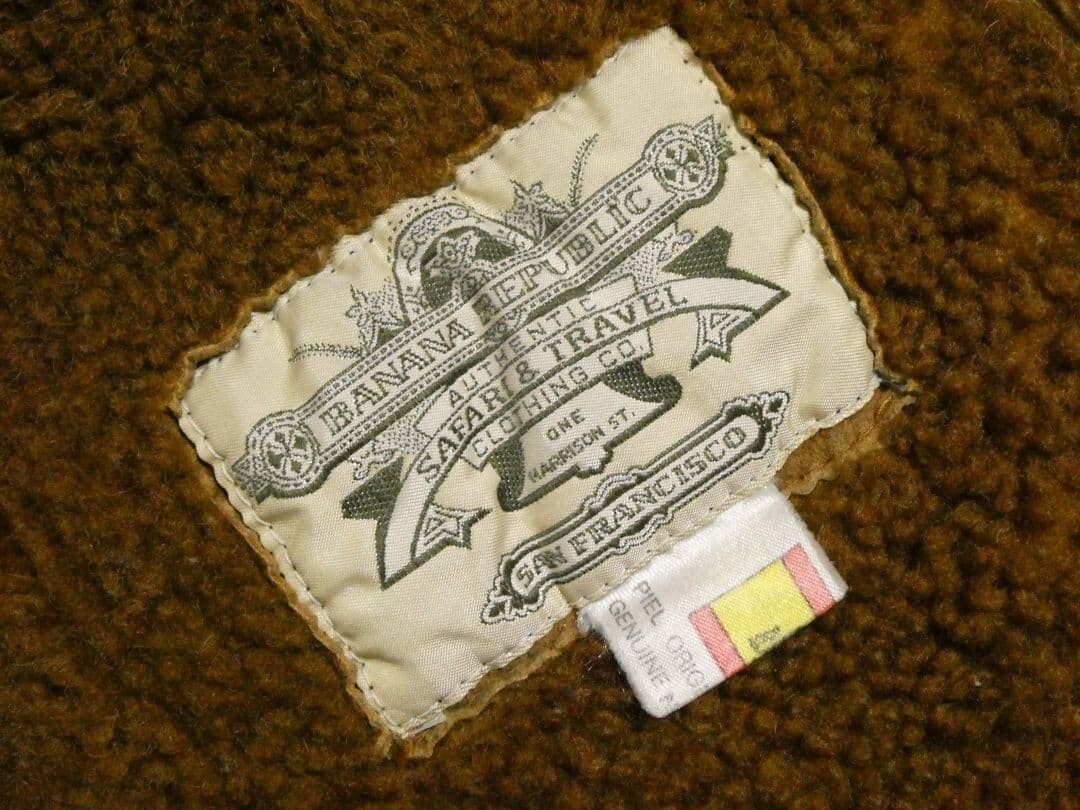 BANANA REPUBLIC
AUTHENTIC
SAFARI & TRAVEL
CLOTHING CO.
ONE
HARRISON ST.
SAN FRANCISCO
PIEL ORIG
GENUINE